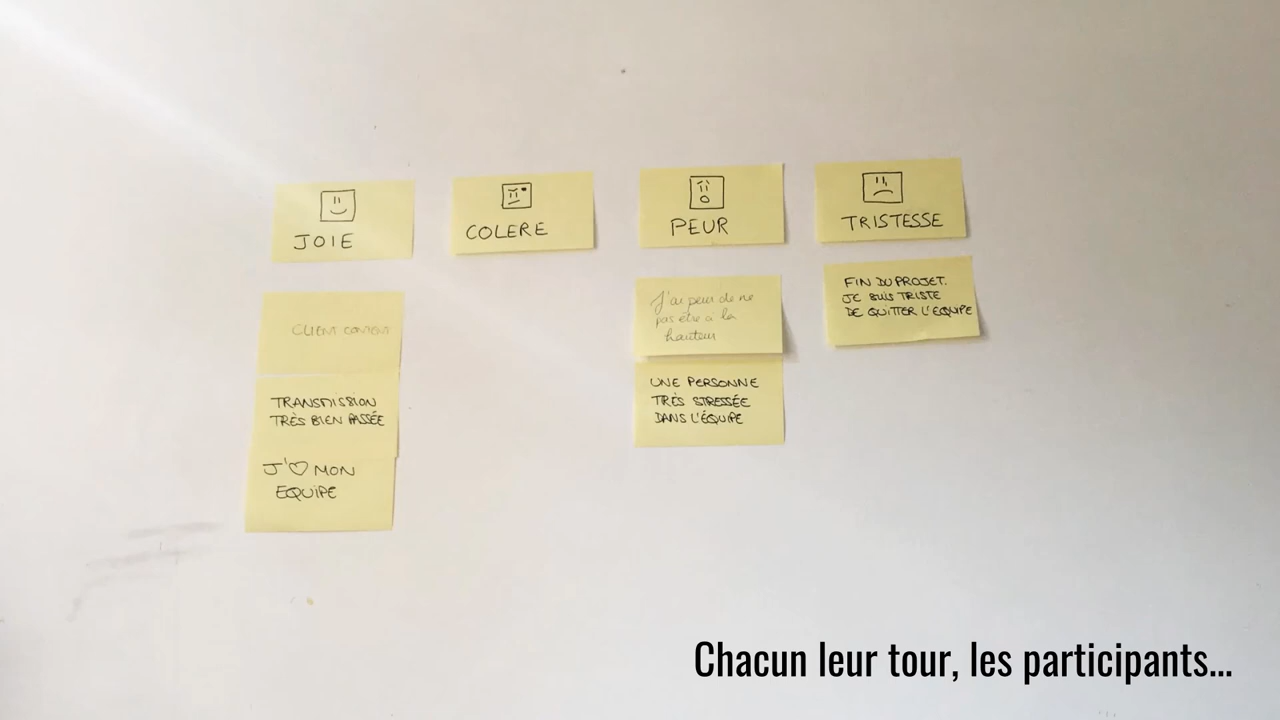 JOIE
COLERE
PEUR
TRISTESSE
CLIENT CONTENT
TRANSMISSION
TRÈS BIEN PASSÉE
J'♡ MON
EQUIPE
J'ai peur de ne
pas être à la
hauteur
UNE PERSONNE
TRÈS STRESSÉE
DANS L'ÉQUIPE
FIN DU PROJET.
JE SUIS TRISTE
DE QUITTER L'EQUIPE
Chacun leur tour, les participants...